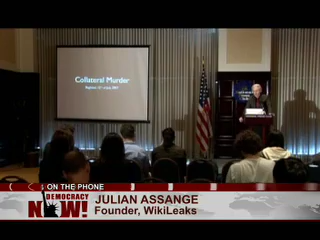 Collateral Murder
ON THE PHONE
DEMOCRACY
NOW!
JULIAN ASSANGE
Founder, WikiLeaks